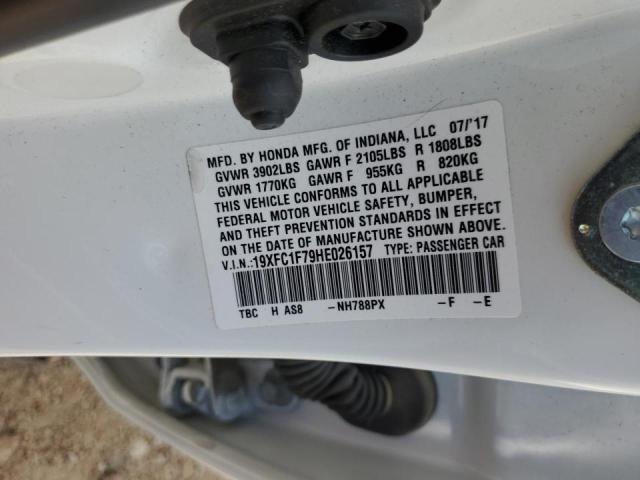 MFD. BY HONDA MFG. OF INDIANA, LLC 07/'17
GVWR 3902LBS GAWR F 2105LBS R 1808LBS
GVWR 1770KG GAWR F 955KG R 820KG
THIS VEHICLE CONFORMS TO ALL APPLICABLE
FEDERAL MOTOR VEHICLE SAFETY, BUMPER,
AND THEFT PREVENTION STANDARDS IN EFFECT
ON THE DATE OF MANUFACTURE SHOWN ABOVE.
V.I.N.:19XFC1F79HE026157 TYPE: PASSENGER CAR
TBC H AS8 -NH788PX -F -E